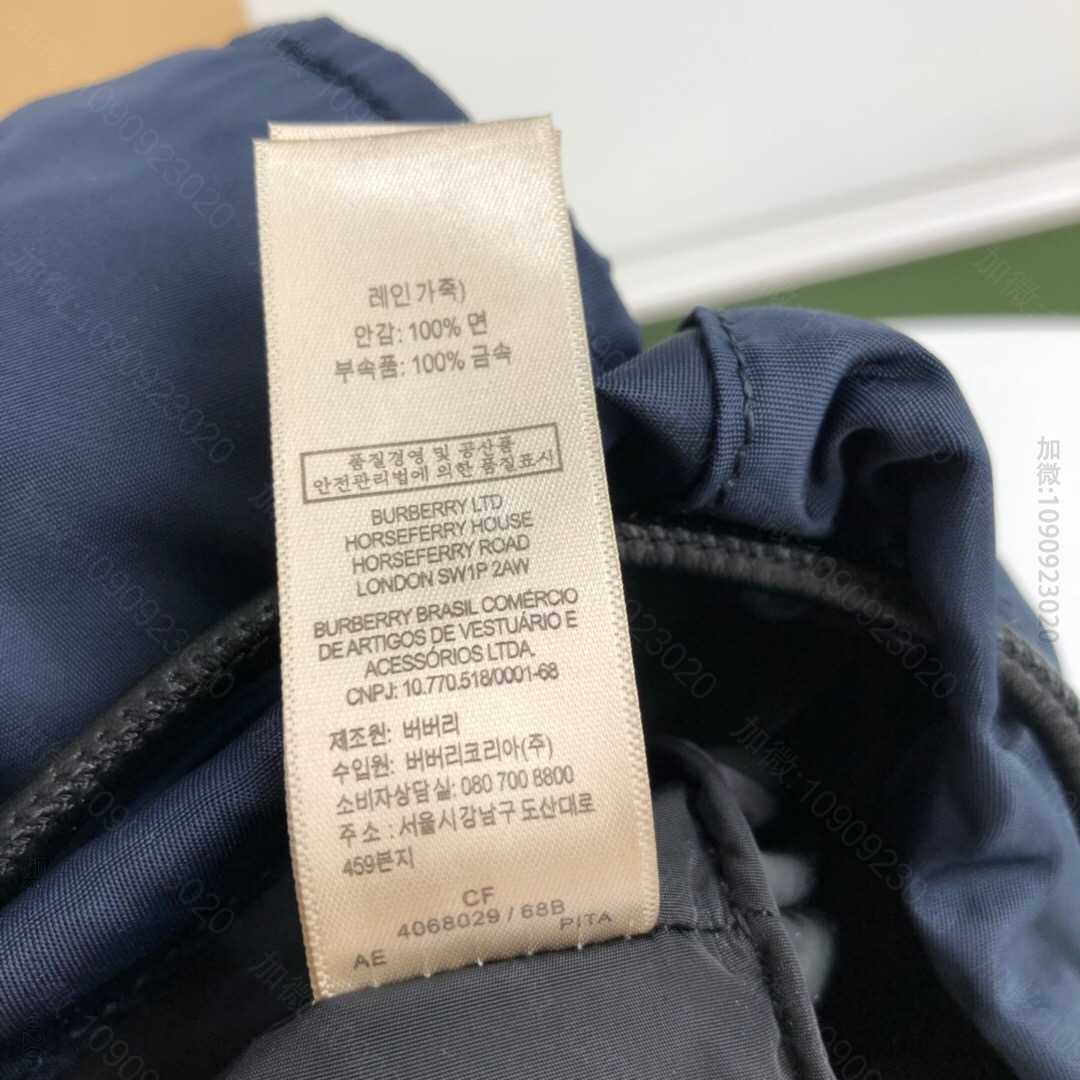 레인 가죽)
안감: 100% 면
부속품: 100% 금속
품질경영 및 공산품
안전판리법에 의한 품질표시
BURBERRY LTD
HORSEFERRY HOUSE
HORSEFERRY ROAD
LONDON SW1P 2AW
BURBERRY BRASIL COMÉRCIO
DE ARTIGOS DE VESTUÁRIO E
ACESSÓRIOS LTDA.
CNPJ: 10.770.518/0001-68
제조원: 버버리
수입원: 버버리코리아(주)
소비자상담실: 080 700 8800
주소 : 서울시강남구 도산대로
459본지
CF
4068029 / 68B
AE PITA
加微:1090923020